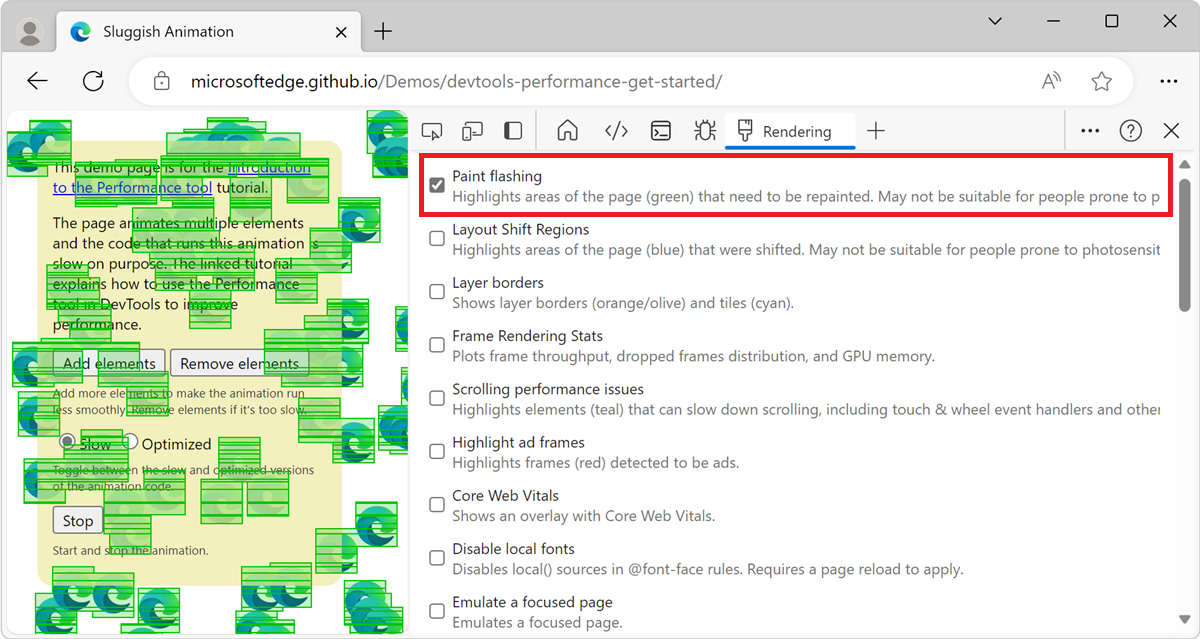 Sluggish Animation
microsoftedge.github.io/Demos/devtools-performance-get-started/
Rendering
This demo page is for the Introduction
to the Performance tool tutorial.
The page animates multiple elements
and the code that runs this animation is
slow on purpose. The linked tutorial
explains how to use the Performance
tool in DevTools to improve
performance.
Add elements
Remove elements
Add more elements to make the animation run
less smoothly. Remove elements if it's too slow.
Slow
Optimized
Toggle between the slow and optimized versions
of the animation code.
Stop
Start and stop the animation.
Paint flashing
Highlights areas of the page (green) that need to be repainted. May not be suitable for people prone to p
Layout Shift Regions
Highlights areas of the page (blue) that were shifted. May not be suitable for people prone to photosensit
Layer borders
Shows layer borders (orange/olive) and tiles (cyan).
Frame Rendering Stats
Plots frame throughput, dropped frames distribution, and GPU memory.
Scrolling performance issues
Highlights elements (teal) that can slow down scrolling, including touch & wheel event handlers and other
Highlight ad frames
Highlights frames (red) detected to be ads.
Core Web Vitals
Shows an overlay with Core Web Vitals.
Disable local fonts
Disables local() sources in @font-face rules. Requires a page reload to apply.
Emulate a focused page
Emulates a focused page.